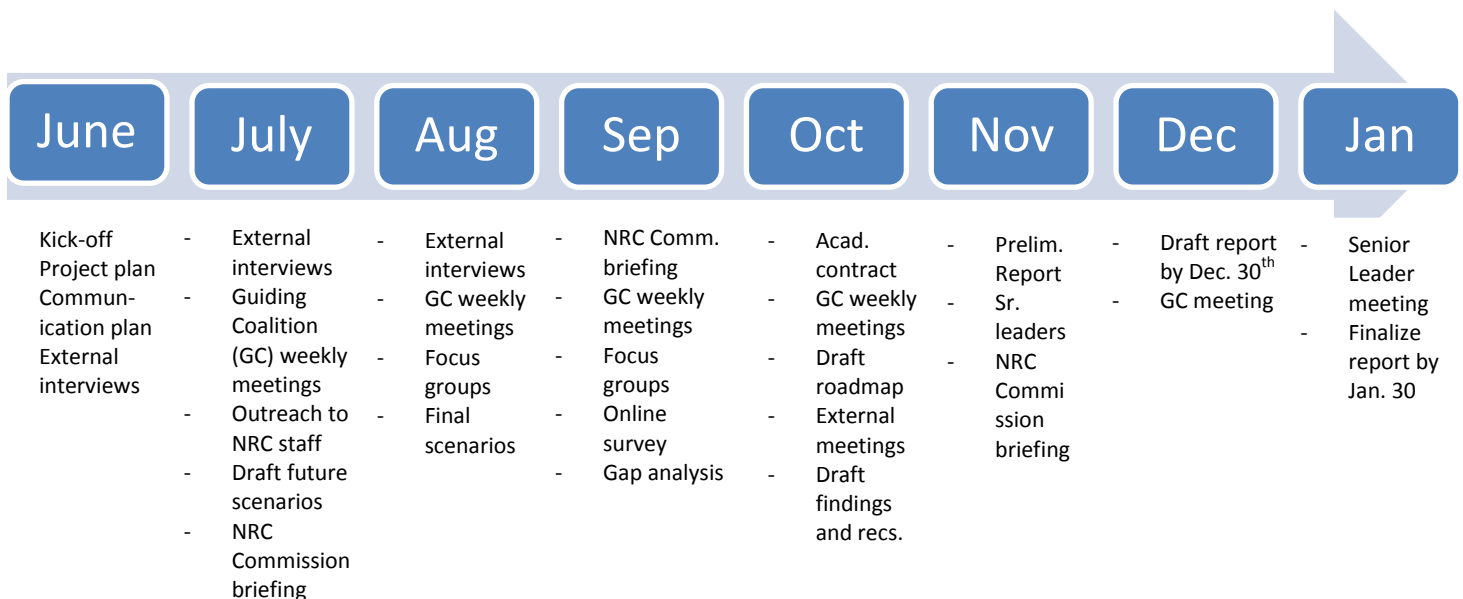 June
July
Aug
Sep
Oct
Nov
Dec
Jan
Kick-off
Project plan
Commun-
ication plan
External
interviews
- External
interviews
- Guiding
Coalition
(GC) weekly
meetings
- Outreach to
NRC staff
- Draft future
scenarios
- NRC
Commission
briefing
- External
interviews
- GC weekly
meetings
- Focus
groups
- Final
scenarios
- NRC Comm.
briefing
- GC weekly
meetings
- Focus
groups
- Online
survey
- Gap analysis
- Acad.
contract
- GC weekly
meetings
- Draft
roadmap
- External
meetings
- Draft
findings
and recs.
- Prelim.
Report
- Sr.
leaders
- NRC
Commi
ssion
briefing
- Draft report
by Dec. 30th
- GC meeting
- Senior
Leader
meeting
- Finalize
report by
Jan. 30